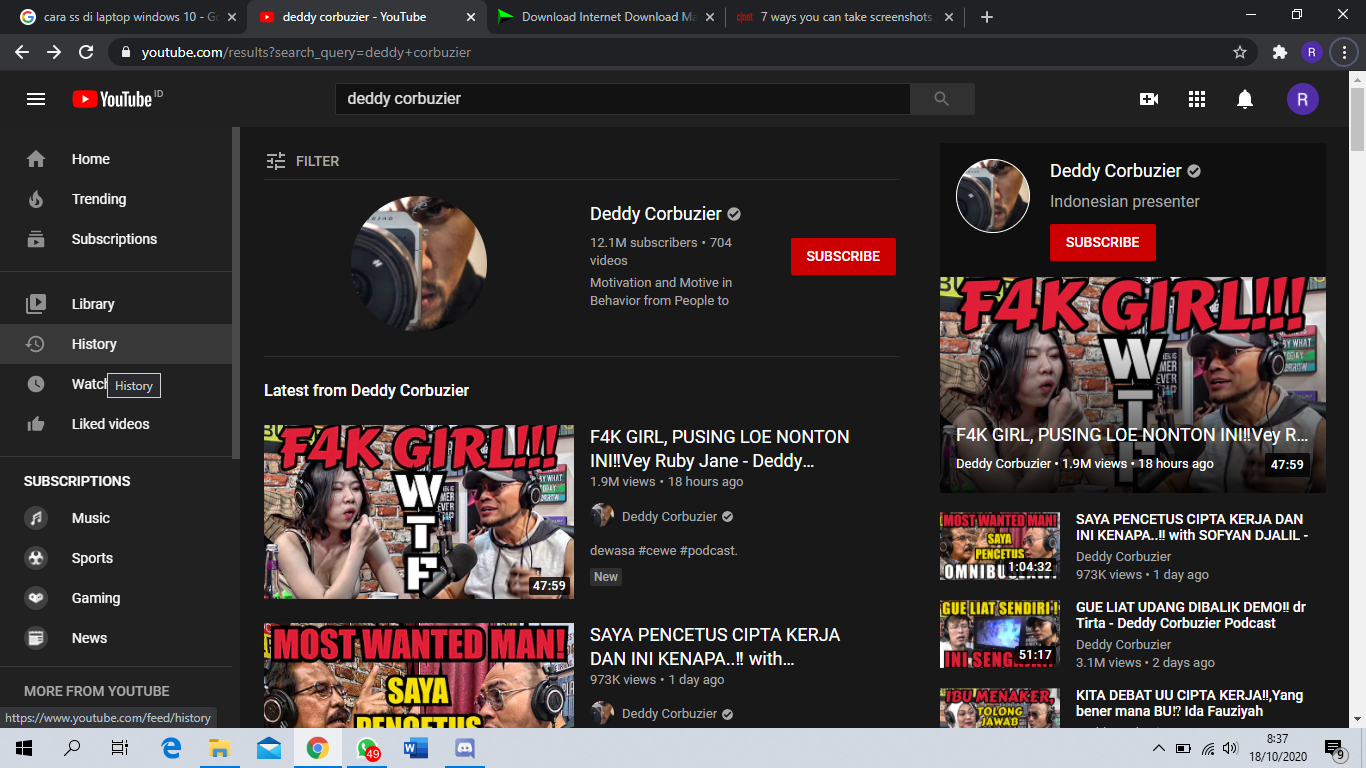 cara ss di laptop windows 10 - Go
deddy corbuzier - YouTube
Download Internet Download Ma
cnet
7 ways you can take screenshots
youtube.com/results?search_query=deddy+corbuzier
R
YouTube ID
deddy corbuzier
R
Home
Trending
Subscriptions
Library
History
Watch
History
Liked videos
SUBSCRIPTIONS
Music
Sports
Gaming
News
MORE FROM YOUTUBE
https://www.youtube.com/feed/history
FILTER
Deddy Corbuzier
12.1M subscribers • 704
videos
Motivation and Motive in
Behavior from People to
SUBSCRIBE
Latest from Deddy Corbuzier
F4K GIRL!!!
WTF
47:59
F4K GIRL, PUSING LOE NONTON
INI‼Vey Ruby Jane - Deddy…
1.9M views • 18 hours ago
Deddy Corbuzier
dewasa #cewe #podcast.
New
MOST WANTED MAN!
SAYA
PENCETUS
SAYA PENCETUS CIPTA KERJA
DAN INI KENAPA..‼ with…
973K views • 1 day ago
Deddy Corbuzier
Deddy Corbuzier
Indonesian presenter
SUBSCRIBE
F4K GIRL!!!
WTF
F4K GIRL, PUSING LOE NONTON INI‼Vey R...
Deddy Corbuzier • 1.9M views • 18 hours ago
47:59
MOST WANTED MAN!
SAYA
PENCETUS
OMNIBUS
1:04:32
SAYA PENCETUS CIPTA KERJA DAN
INI KENAPA..‼ with SOFYAN DJALIL -
Deddy Corbuzier
973K views • 1 day ago
GUE LIAT SENDIRI!
INI SENG
51:17
GUE LIAT UDANG DIBALIK DEMO‼ dr
Tirta - Deddy Corbuzier Podcast
Deddy Corbuzier
3.1M views • 2 days ago
IBU MENAKER,
TOLONG
JAWAB
KITA DEBAT UU CIPTA KERJA‼,Yang
bener mana BU⁉ Ida Fauziyah
49
8:37
18/10/2020
9